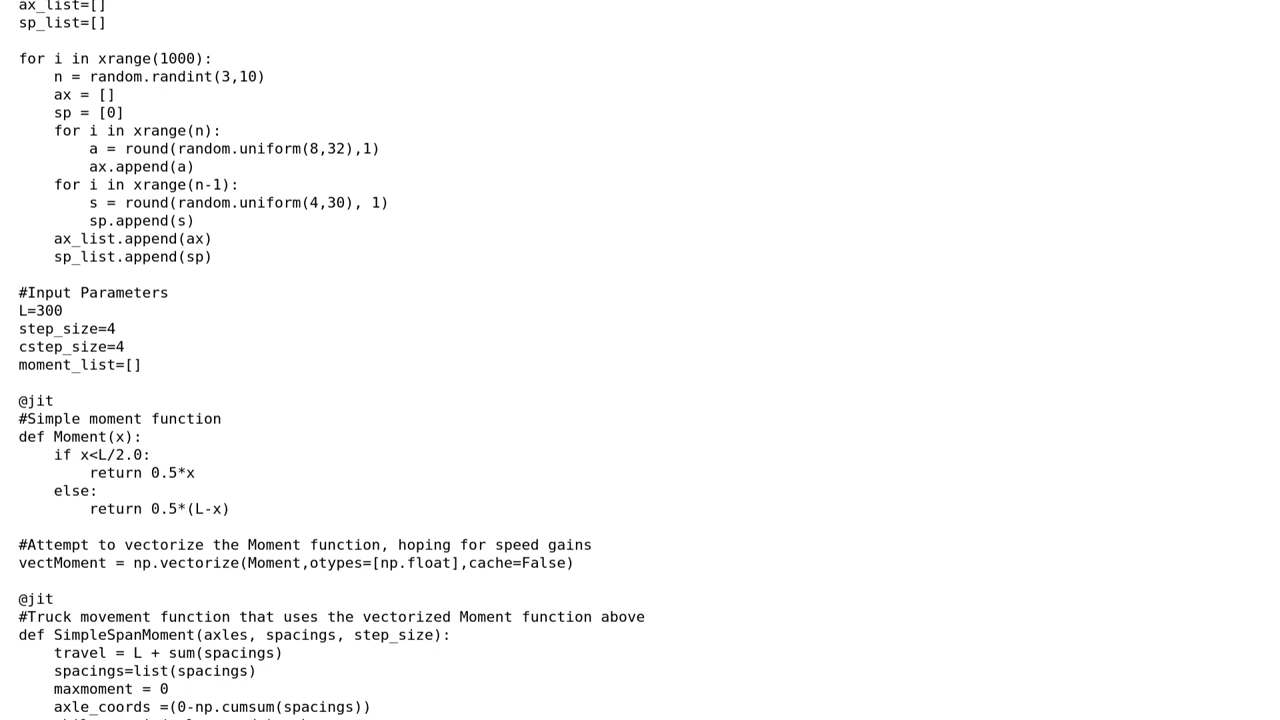 ax_list=[]
sp_list=[]

for i in xrange(1000):
    n = random.randint(3,10)
    ax = []
    sp = [0]
    for i in xrange(n):
        a = round(random.uniform(8,32),1)
        ax.append(a)
    for i in xrange(n-1):
        s = round(random.uniform(4,30), 1)
        sp.append(s)
    ax_list.append(ax)
    sp_list.append(sp)

#Input Parameters
L=300
step_size=4
cstep_size=4
moment_list=[]

@jit
#Simple moment function
def Moment(x):
    if x<L/2.0:
        return 0.5*x
    else:
        return 0.5*(L-x)

#Attempt to vectorize the Moment function, hoping for speed gains
vectMoment = np.vectorize(Moment,otypes=[np.float],cache=False)

@jit
#Truck movement function that uses the vectorized Moment function above
def SimpleSpanMoment(axles, spacings, step_size):
    travel = L + sum(spacings)
    spacings=list(spacings)
    maxmoment = 0
    axle_coords =(0-np.cumsum(spacings))